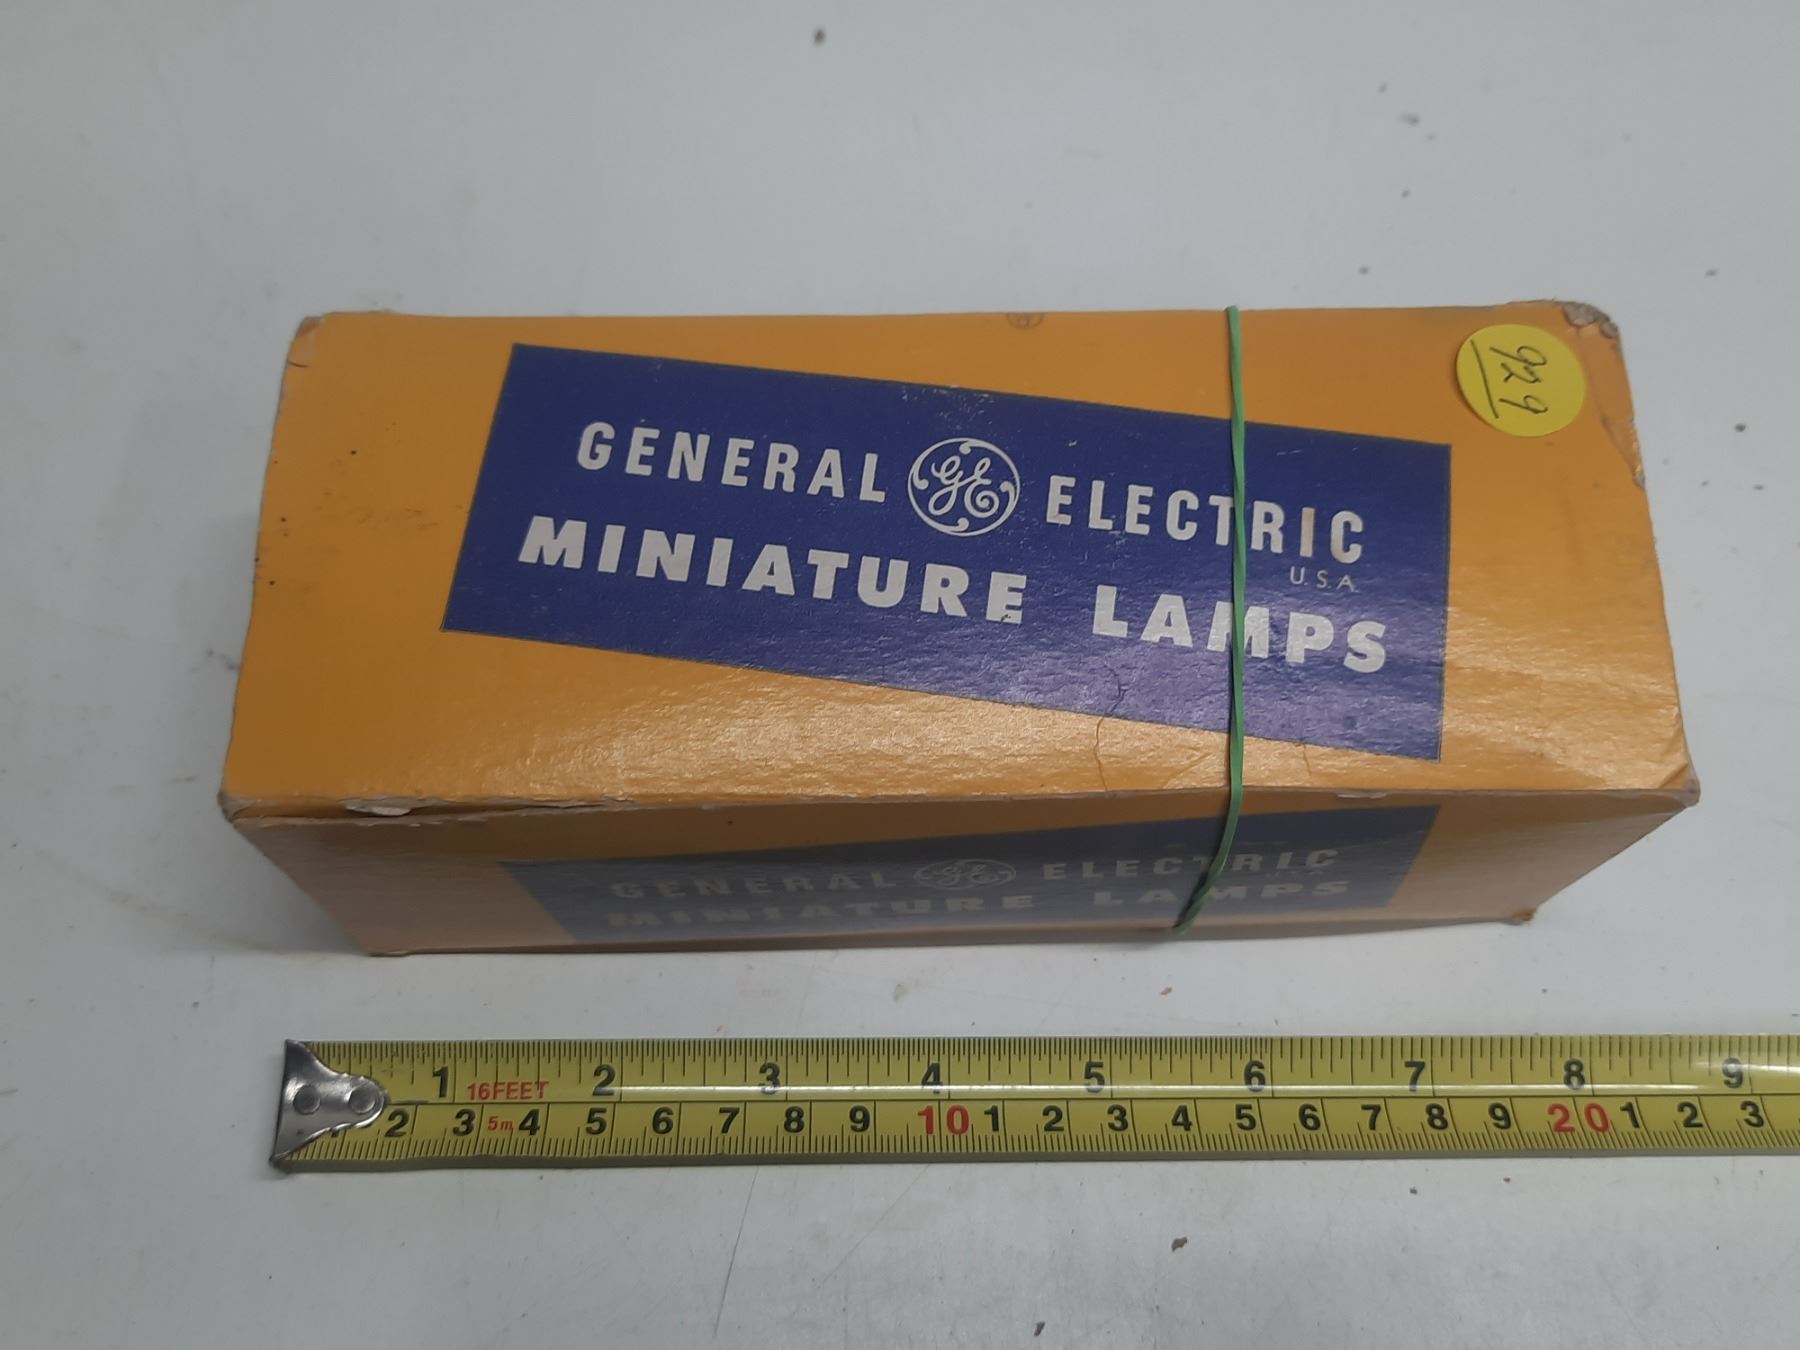 929
GENERAL GE ELECTRIC
U.S.A.
MINIATURE LAMPS
GENERAL GE ELECTRIC
MINIATURE LAMPS
1 16FEET 2 3 4 5 6 7 8 9
1 2 3 5m 4 5 6 7 8 9 10 1 2 3 4 5 6 7 8 9 20 1 2 3